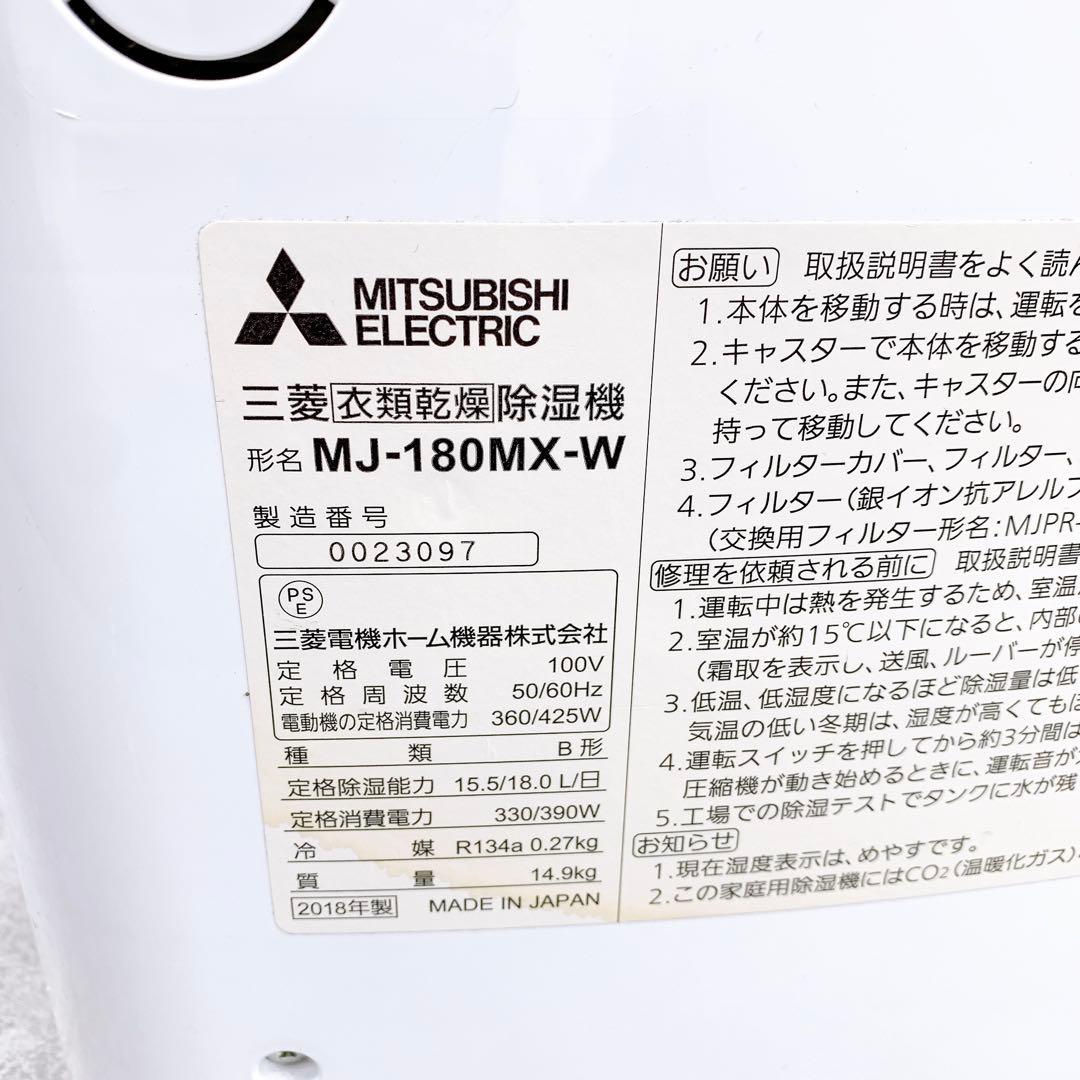 MITSUBISHI
ELECTRIC
三菱衣類乾燥除湿機
形名 MJ-180MX-W
製造番号
0023097
PS
E
三菱電機ホーム機器株式会社
定格電圧 100V
定格周波数 50/60Hz
電動機の定格消費電力 360/425W
種類 B形
定格除湿能力 15.5/18.0 L/日
定格消費電力 330/390W
冷媒 R134a 0.27kg
質量 14.9kg
2018年製 MADE IN JAPAN
お願い 取扱説明書をよく読ん
1.本体を移動する時は、運転を
2.キャスターで本体を移動する
ください。また、キャスターの向
持って移動してください。
3.フィルターカバー、フィルター、
4.フィルター(銀イオン抗アレルフ
(交換用フィルター形名:MJPR-
修理を依頼される前に 取扱説明書
1.運転中は熱を発生するため、室温
2.室温が約15℃以下になると、内部
(霜取を表示し、送風、ルーバーが停
3.低温、低湿度になるほど除湿量は低
気温の低い冬期は、湿度が高くてもほ
4.運転スイッチを押してから約3分間は
圧縮機が動き始めるときに、運転音が
5.工場での除湿テストでタンクに水が残
お知らせ
1.現在湿度表示は、めやすです。
2.この家庭用除湿機にはCO2(温暖化ガス)